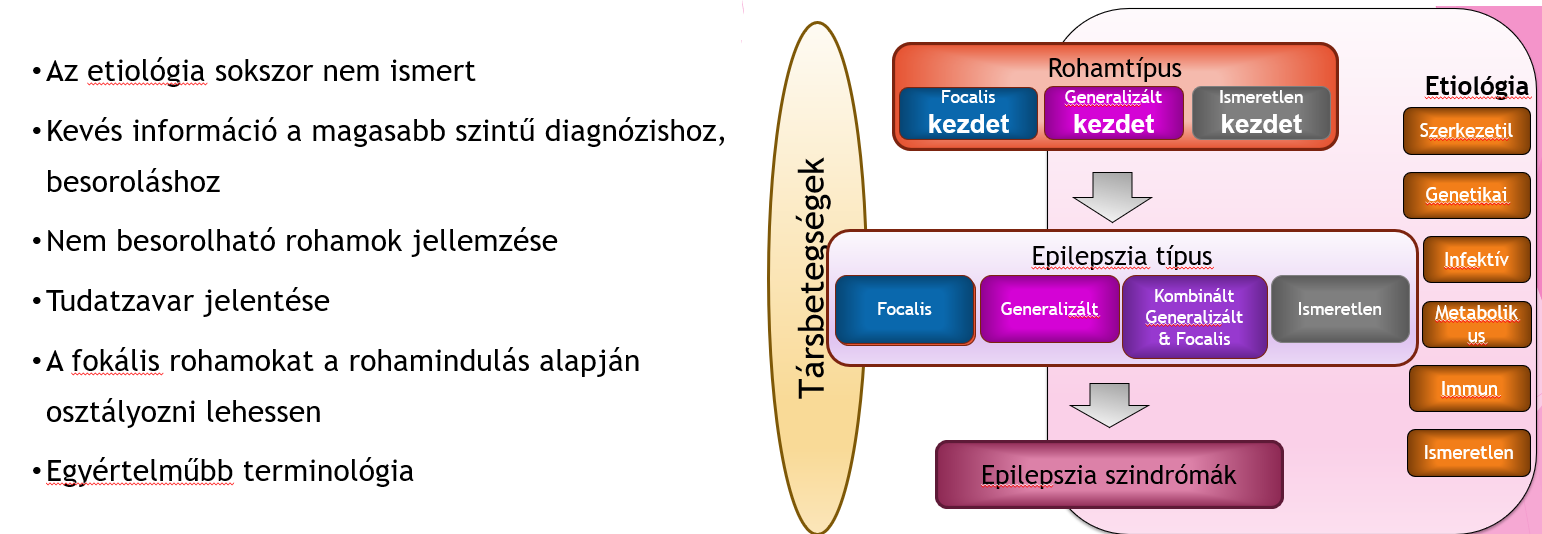 •Az etiológia sokszor nem ismert
•Kevés információ a magasabb szintű diagnózishoz,
besoroláshoz
•Nem besorolható rohamok jellemzése
•Tudatzavar jelentése
•A fokális rohamokat a rohamindulás alapján
osztályozni lehessen
•Egyértelműbb terminológia
Társbetegségek
Rohamtípus
Focalis
kezdet
Generalizált
kezdet
Ismeretlen
kezdet
Epilepszia típus
Focalis
Generalizált
Kombinált
Generalizált
& Focalis
Ismeretlen
Epilepszia szindrómák
Etiológia
Szerkezetil
Genetikai
Infektív
Metabolik
us
Immun
Ismeretlen